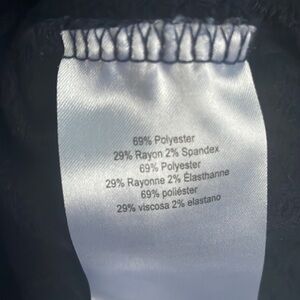 69% Polyester
29% Rayon 2% Spandex
69% Polyester
29% Rayonne 2% Élasthanne
69% poliéster
29% viscosa 2% elastano